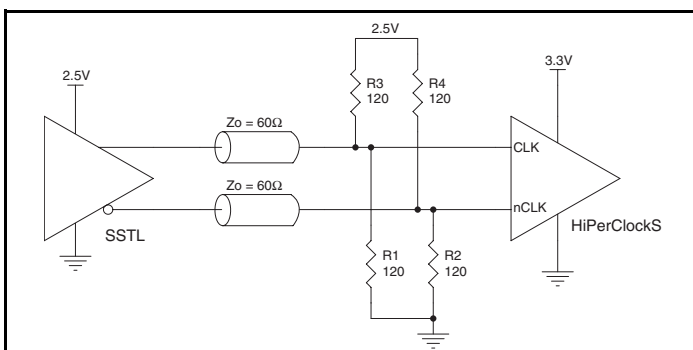 2.5V
2.5V
3.3V
R3
120
R4
120
Zo = 60Ω
CLK
Zo = 60Ω
nCLK
SSTL
HiPerClockS
R1
120
R2
120